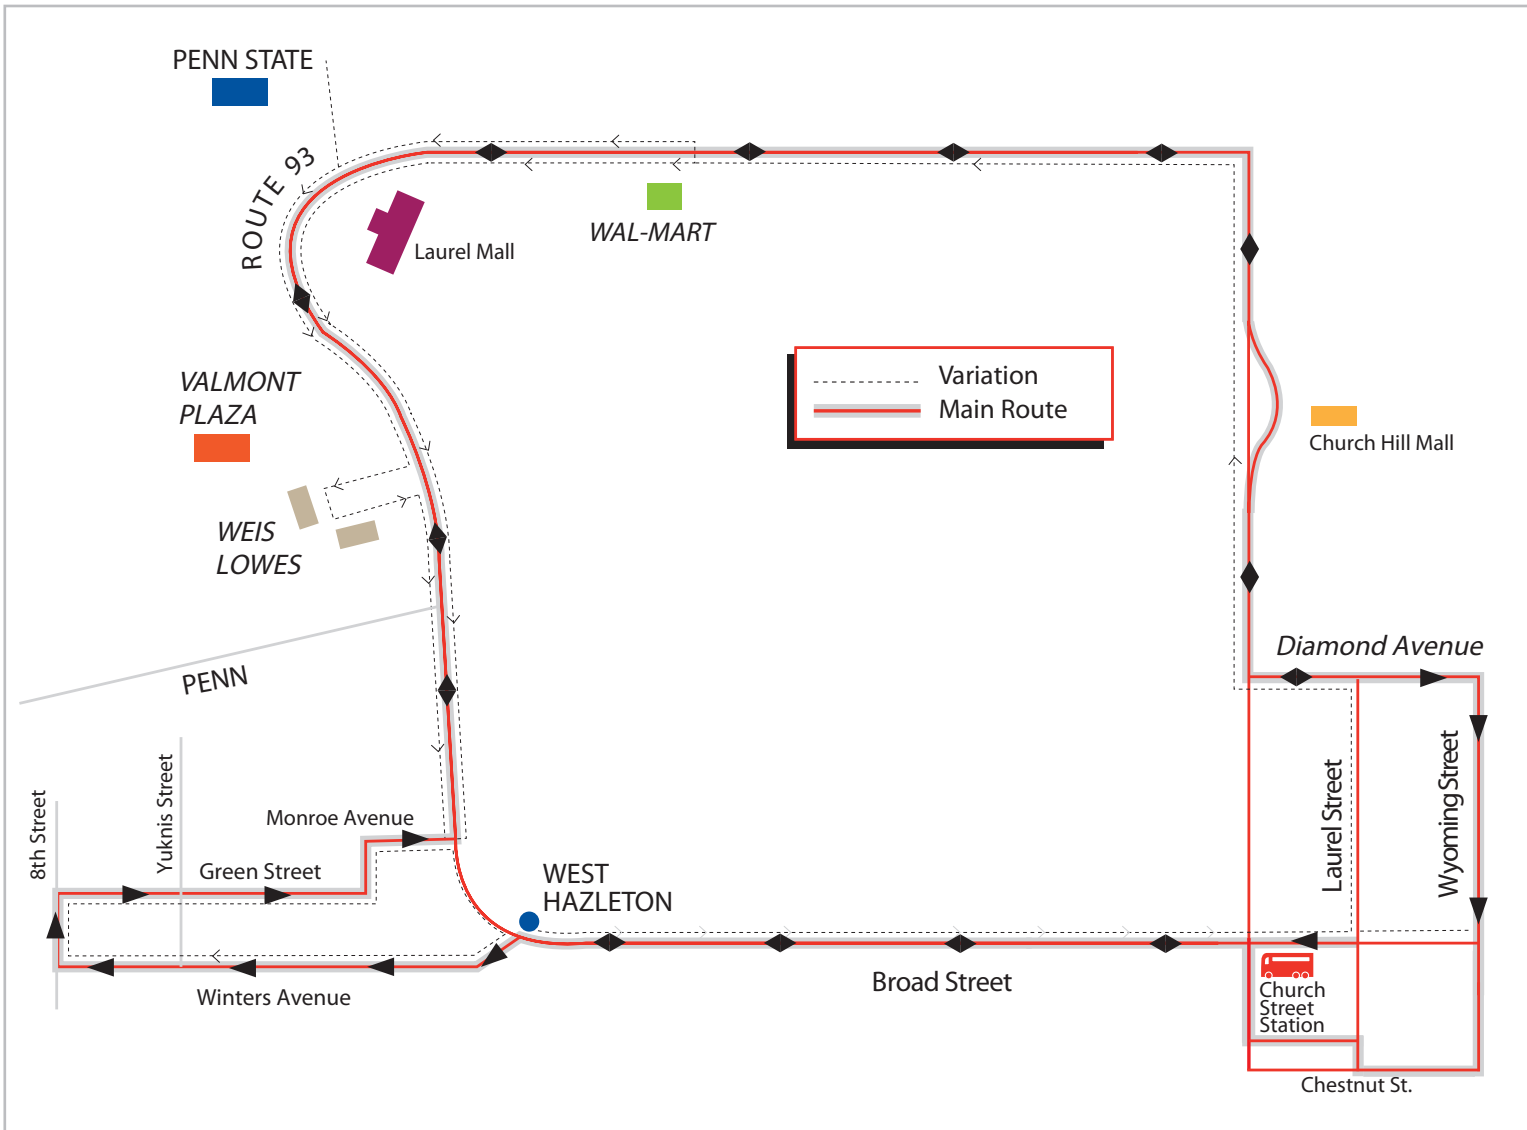 PENN STATE
ROUTE 93
Laurel Mall
WAL-MART
VALMONT
PLAZA
Variation
Main Route
Church Hill Mall
WEIS
LOWES
PENN
Diamond Avenue
8th Street
Yuknis Street
Monroe Avenue
Green Street
WEST
HAZLETON
Laurel Street
Wyoming Street
Winters Avenue
Broad Street
Church
Street
Station
Chestnut St.